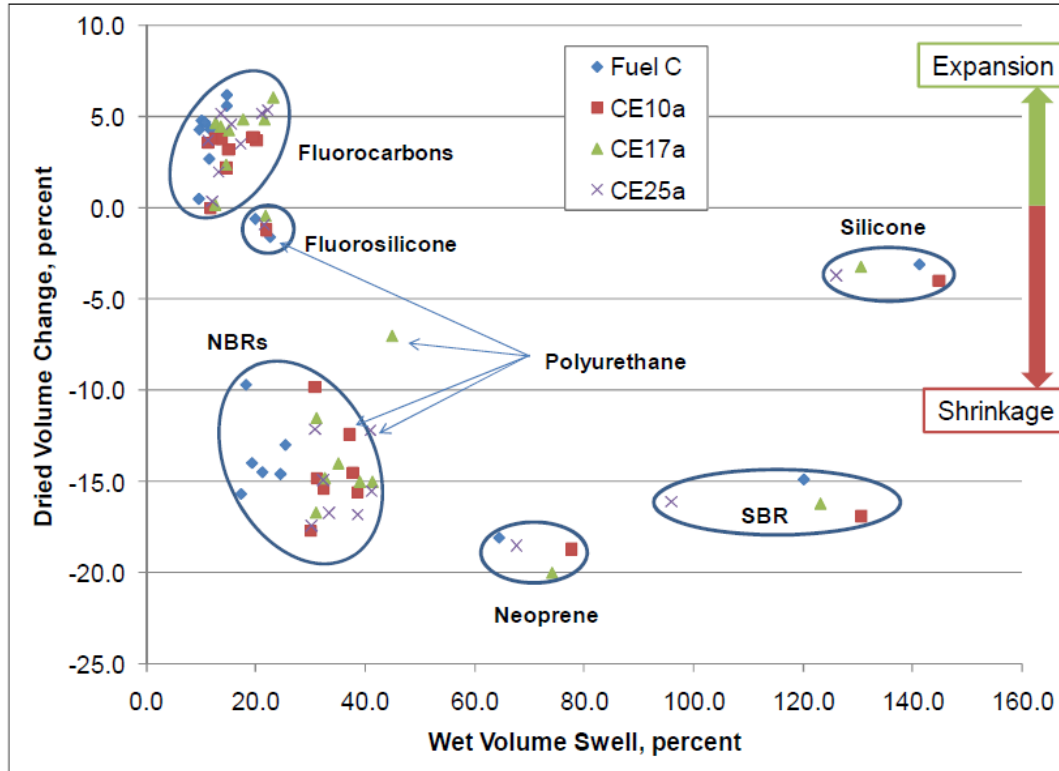 10.0
5.0
0.0
-5.0
-10.0
-15.0
-20.0
-25.0
Dried Volume Change, percent
0.0 20.0 40.0 60.0 80.0 100.0 120.0 140.0 160.0
Wet Volume Swell, percent
Fuel C
CE10a
CE17a
CE25a
Expansion
Shrinkage
Fluorocarbons
Fluorosilicone
Silicone
NBRs
Polyurethane
SBR
Neoprene